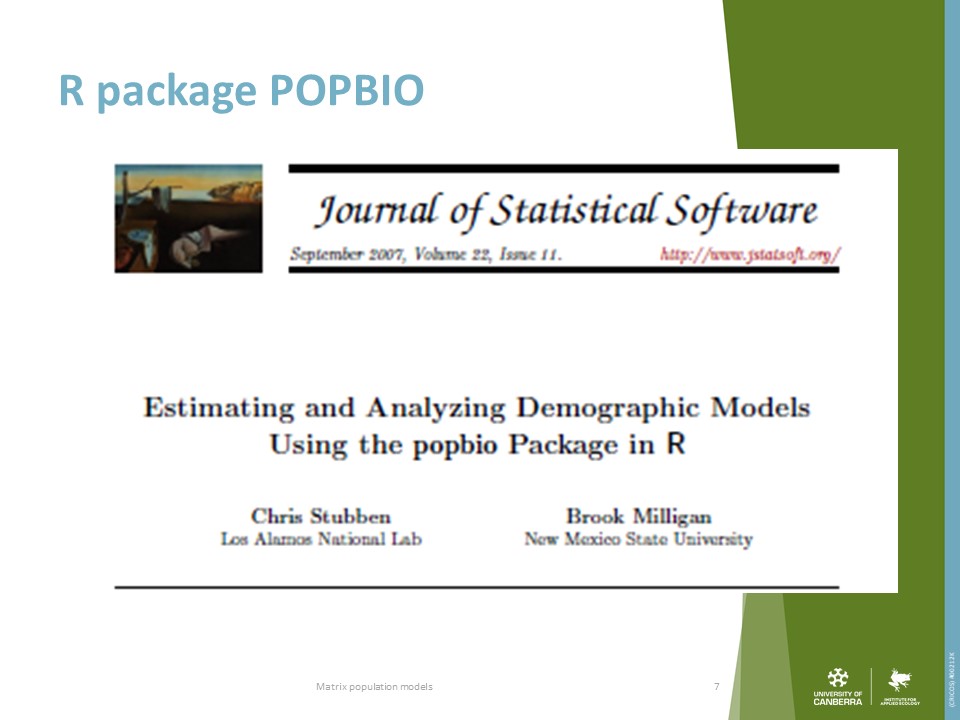 R package POPBIO
Journal of Statistical Software
September 2007, Volume 22, Issue 11.
http://www.jstatsoft.org/
Estimating and Analyzing Demographic Models
Using the popbio Package in R
Chris Stubben
Brook Milligan
Los Alamos National Lab
New Mexico State University
Matrix population models
7
UNIVERSITY OF
CANBERRA
INSTITUTE FOR
APPLIED ECOLOGY